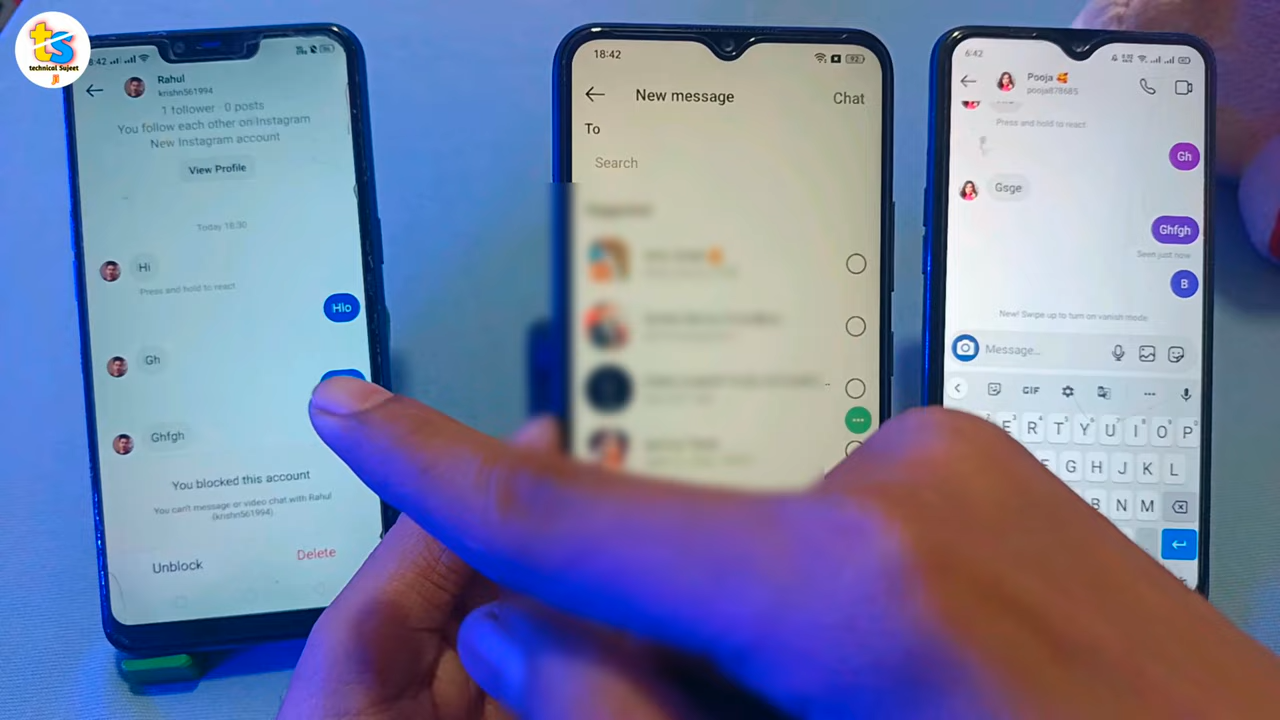 ts
technical Sujeet
JI
6:42
Rahul
krishn561994
1 follower · 0 posts
You follow each other on Instagram
New Instagram account
View Profile
Today 18:30
Hi
Press and hold to react
Hlo
Gh
Ghfgh
You blocked this account
You can't message or video chat with Rahul
(krishn561994).
Unblock
Delete
18:42
New message
Chat
To
Search
6:42
Pooja 🥰
pooja878685
Press and hold to react
Gh
Gsge
Ghfgh
Seen just now
B
New! Swipe up to turn on vanish mode
Message...
GIF
E R T Y U I O P
G H J K L
B N M